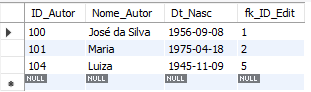 ID_Autor Nome_Autor Dt_Nasc fk_ID_Edit
100 José da Silva 1956-09-08 1
101 Maria 1975-04-18 2
104 Luiza 1945-11-09 5
NULL NULL NULL NULL